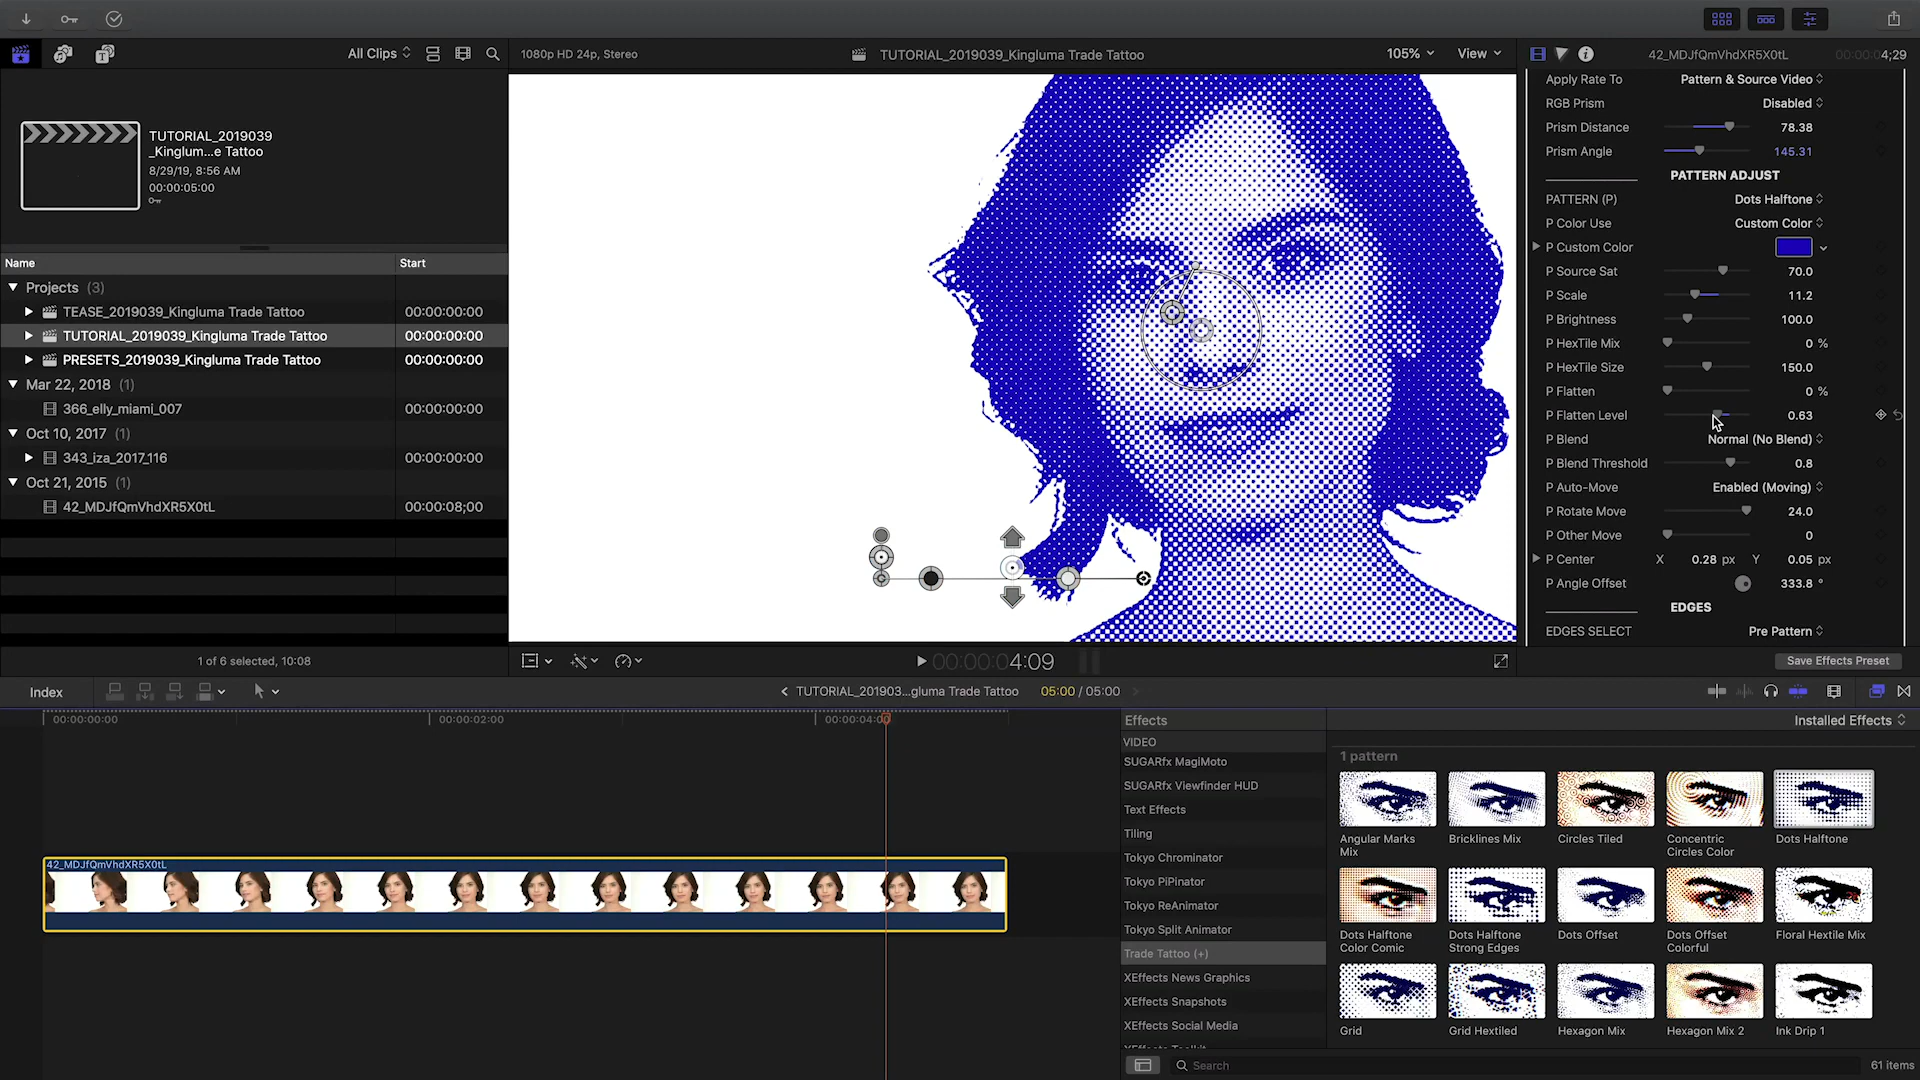 All Clips
1080p HD 24p, Stereo
TUTORIAL_2019039_Kingluma Trade Tattoo
105%
View
42_MDJfQmVhdXR5X0tL
00:00:04;29
TUTORIAL_2019039
_Kinglum...e Tattoo
8/29/19, 8:56 AM
00:00:05:00
Name
Start
Projects (3)
TEASE_2019039_Kingluma Trade Tattoo 00:00:00:00
TUTORIAL_2019039_Kingluma Trade Tattoo 00:00:00:00
PRESETS_2019039_Kingluma Trade Tattoo 00:00:00:00
Mar 22, 2018 (1)
366_elly_miami_007 00:00:00:00
Oct 10, 2017 (1)
343_iza_2017_116 00:00:00:00
Oct 21, 2015 (1)
42_MDJfQmVhdXR5X0tL 00:00:08;00
1 of 6 selected, 10:08
Apply Rate To Pattern & Source Video
RGB Prism Disabled
Prism Distance 78.38
Prism Angle 145.31
PATTERN ADJUST
PATTERN (P) Dots Halftone
P Color Use Custom Color
P Custom Color
P Source Sat 70.0
P Scale 11.2
P Brightness 100.0
P HexTile Mix 0 %
P HexTile Size 150.0
P Flatten 0 %
P Flatten Level 0.63
P Blend Normal (No Blend)
P Blend Threshold 0.8
P Auto-Move Enabled (Moving)
P Rotate Move 24.0
P Other Move 0
P Center X 0.28 px Y 0.05 px
P Angle Offset 333.8 °
EDGES
EDGES SELECT Pre Pattern
00:00:04:09
Save Effects Preset
Index
TUTORIAL_201903...gluma Trade Tattoo
05:00 / 05:00
00:00:00:00
00:00:02:00
00:00:04:00
42_MDJfQmVhdXR5X0tL
Effects
Installed Effects
VIDEO
SUGARfx MagiMoto
SUGARfx Viewfinder HUD
Text Effects
Tiling
Tokyo Chrominator
Tokyo PiPinator
Tokyo ReAnimator
Tokyo Split Animator
Trade Tattoo (+)
XEffects News Graphics
XEffects Snapshots
XEffects Social Media
XEffects Toolkit
1 pattern
Angular Marks
Mix
Bricklines Mix
Circles Tiled
Concentric
Circles Color
Dots Halftone
Dots Halftone
Color Comic
Dots Halftone
Strong Edges
Dots Offset
Dots Offset
Colorful
Floral Hextile Mix
Grid
Grid Hextiled
Hexagon Mix
Hexagon Mix 2
Ink Drip 1
Search
61 items